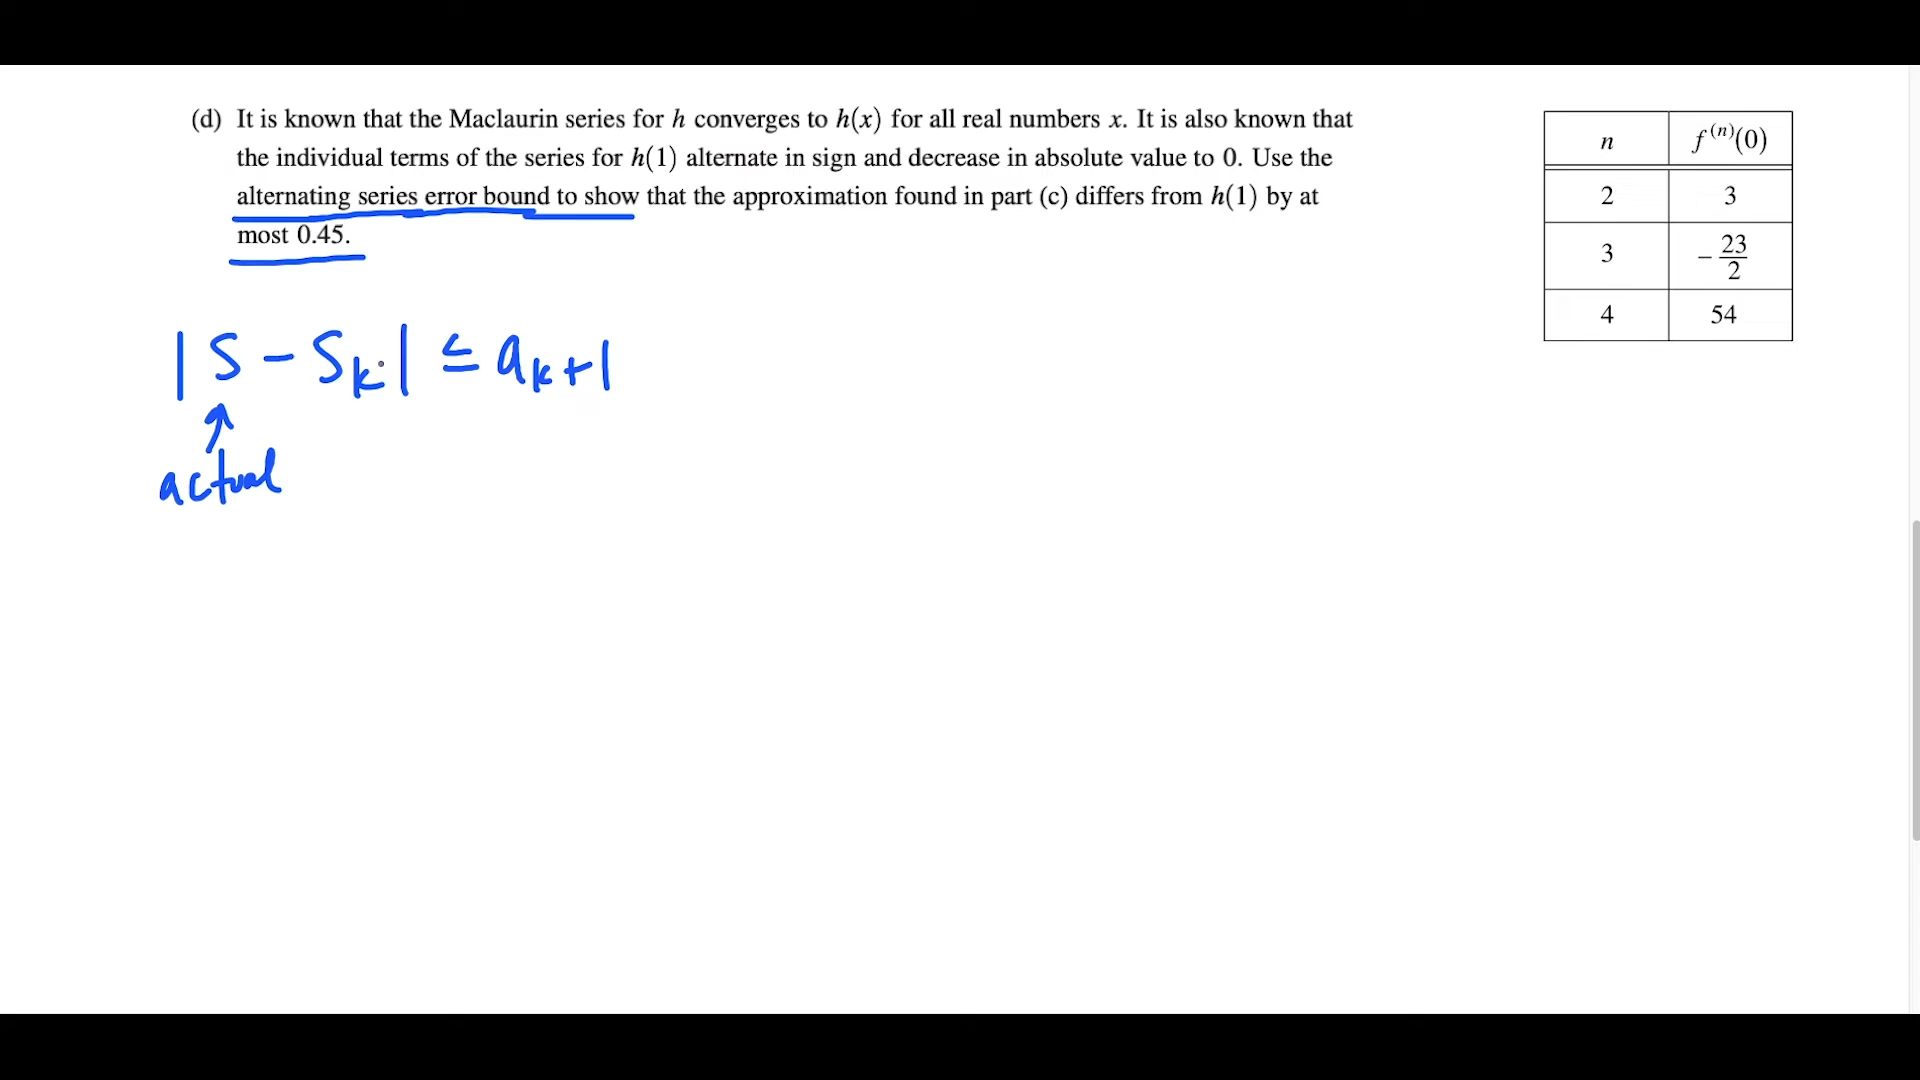 (d) It is known that the Maclaurin series for h converges to h(x) for all real numbers x. It is also known that
the individual terms of the series for h(1) alternate in sign and decrease in absolute value to 0. Use the
alternating series error bound to show that the approximation found in part (c) differs from h(1) by at
most 0.45.
n f⁽ⁿ⁾(0)
2 3
3 −23/2
4 54
|S − Sₖ| ≤ aₖ₊₁
actual